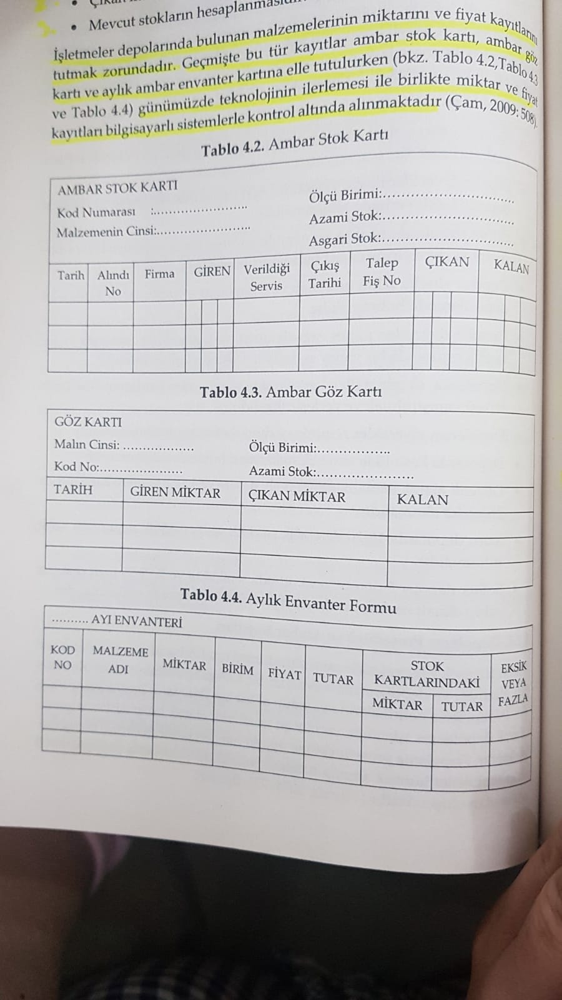 • Mevcut stokların
İşletmeler depolarında bulunan malzemelerinin miktarını ve fiyat kayıtlarını
tutmak zorundadır. Geçmişte bu tür kayıtlar ambar stok kartı, ambar göz
kartı ve aylık ambar envanter kartına elle tutulurken (bkz. Tablo 4.2,Tablo 4.3
ve Tablo 4.4) günümüzde teknolojinin ilerlemesi ile birlikte miktar ve fiyat
kayıtları bilgisayarlı sistemlerle kontrol altında alınmaktadır (Çam, 2009: 508).
Tablo 4.2. Ambar Stok Kartı
AMBAR STOK KARTI
Kod Numarası :........................
Malzemenin Cinsi:........................
Ölçü Birimi:..............................
Azami Stok:..............................
Asgari Stok:..............................
Tarih Alındı No Firma GİREN Verildiği Servis Çıkış Tarihi Talep Fiş No ÇIKAN KALAN
Tablo 4.3. Ambar Göz Kartı
GÖZ KARTI
Malın Cinsi: .................. Ölçü Birimi:..................
Kod No:..................... Azami Stok:........................
TARİH GİREN MİKTAR ÇIKAN MİKTAR KALAN
Tablo 4.4. Aylık Envanter Formu
.......... AYI ENVANTERİ
KOD NO MALZEME ADI MİKTAR BİRİM FİYAT TUTAR STOK KARTLARINDAKİ EKSİK VEYA FAZLA
MİKTAR TUTAR